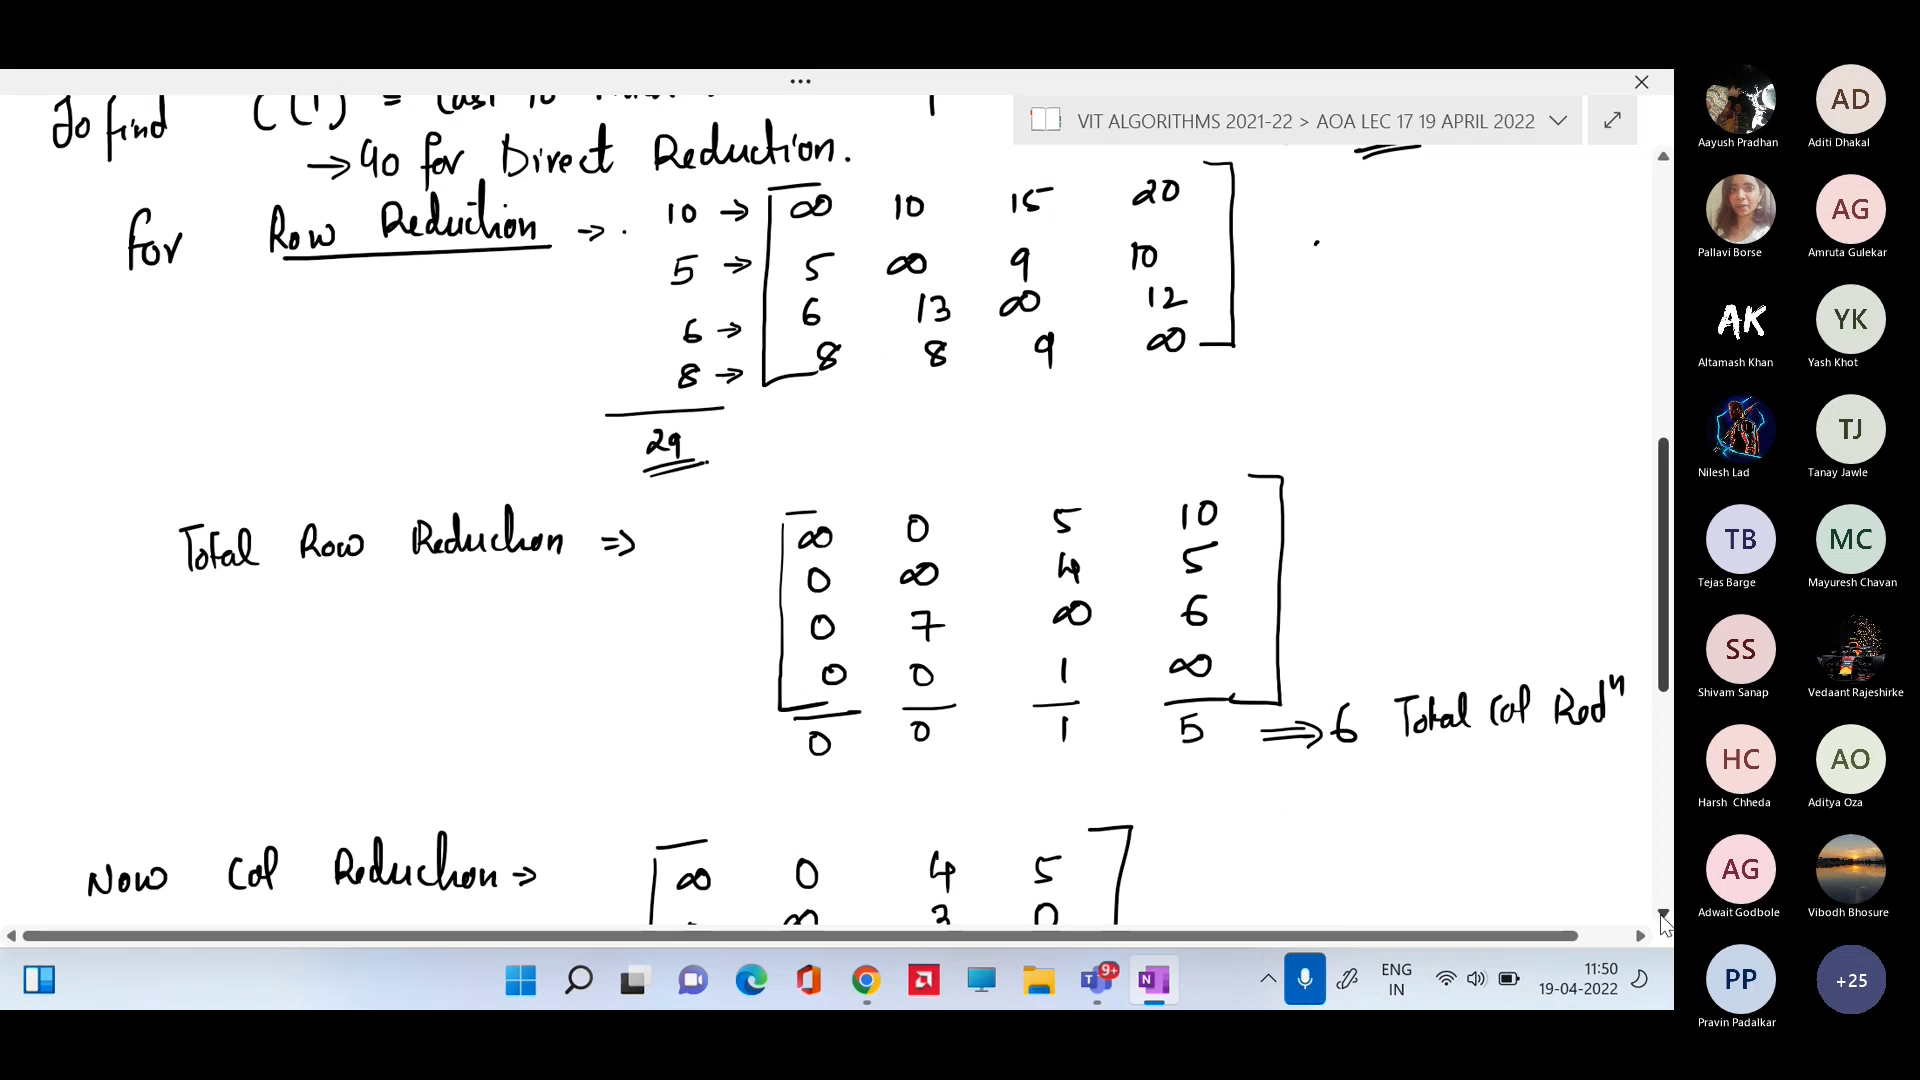 To find C(1) =
→ 40 for Direct Reduction.
VIT ALGORITHMS 2021-22 > AOA LEC 17 19 APRIL 2022
for Row Reduction →
10 → ∞ 10 15 20
5 → 5 ∞ 9 10
6 → 6 13 ∞ 12
8 → 8 8 9 ∞
29
Total Row Reduction ⇒
∞ 0 5 10
0 ∞ 4 5
0 7 ∞ 6
0 0 1 ∞
0 0 1 5 ⇒ 6 Total Col Redⁿ
Now Col Reduction →
∞ 0 4 5
9+
ENG
IN
11:50
19-04-2022
Aayush Pradhan
AD
Aditi Dhakal
Pallavi Borse
AG
Amruta Gulekar
AK
Altamash Khan
YK
Yash Khot
Nilesh Lad
TJ
Tanay Jawle
TB
Tejas Barge
MC
Mayuresh Chavan
SS
Shivam Sanap
Vedaant Rajeshirke
HC
Harsh Chheda
AO
Aditya Oza
AG
Adwait Godbole
Vibodh Bhosure
PP
Pravin Padalkar
+25